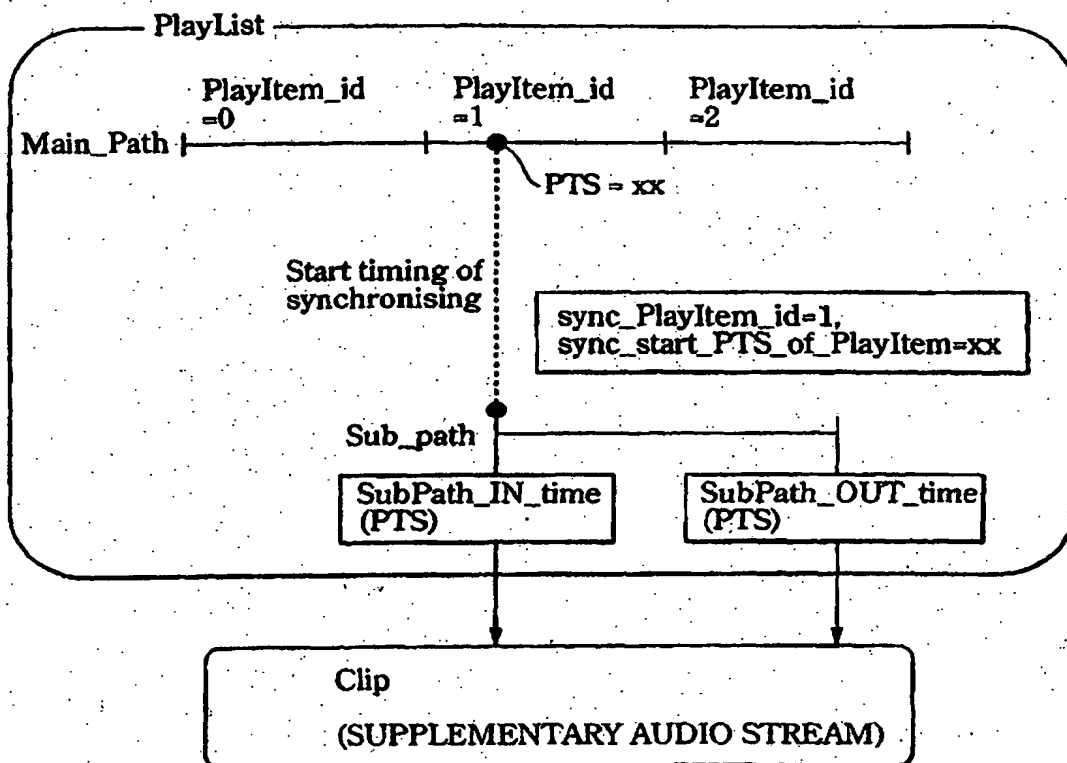 PlayList
PlayItem_id
=0
PlayItem_id
=1
PlayItem_id
=2
Main_Path
PTS = xx
Start timing of
synchronising
sync_PlayItem_id=1,
sync_start_PTS_of_PlayItem=xx
Sub_path
SubPath_IN_time
(PTS)
SubPath_OUT_time
(PTS)
Clip
(SUPPLEMENTARY AUDIO STREAM)